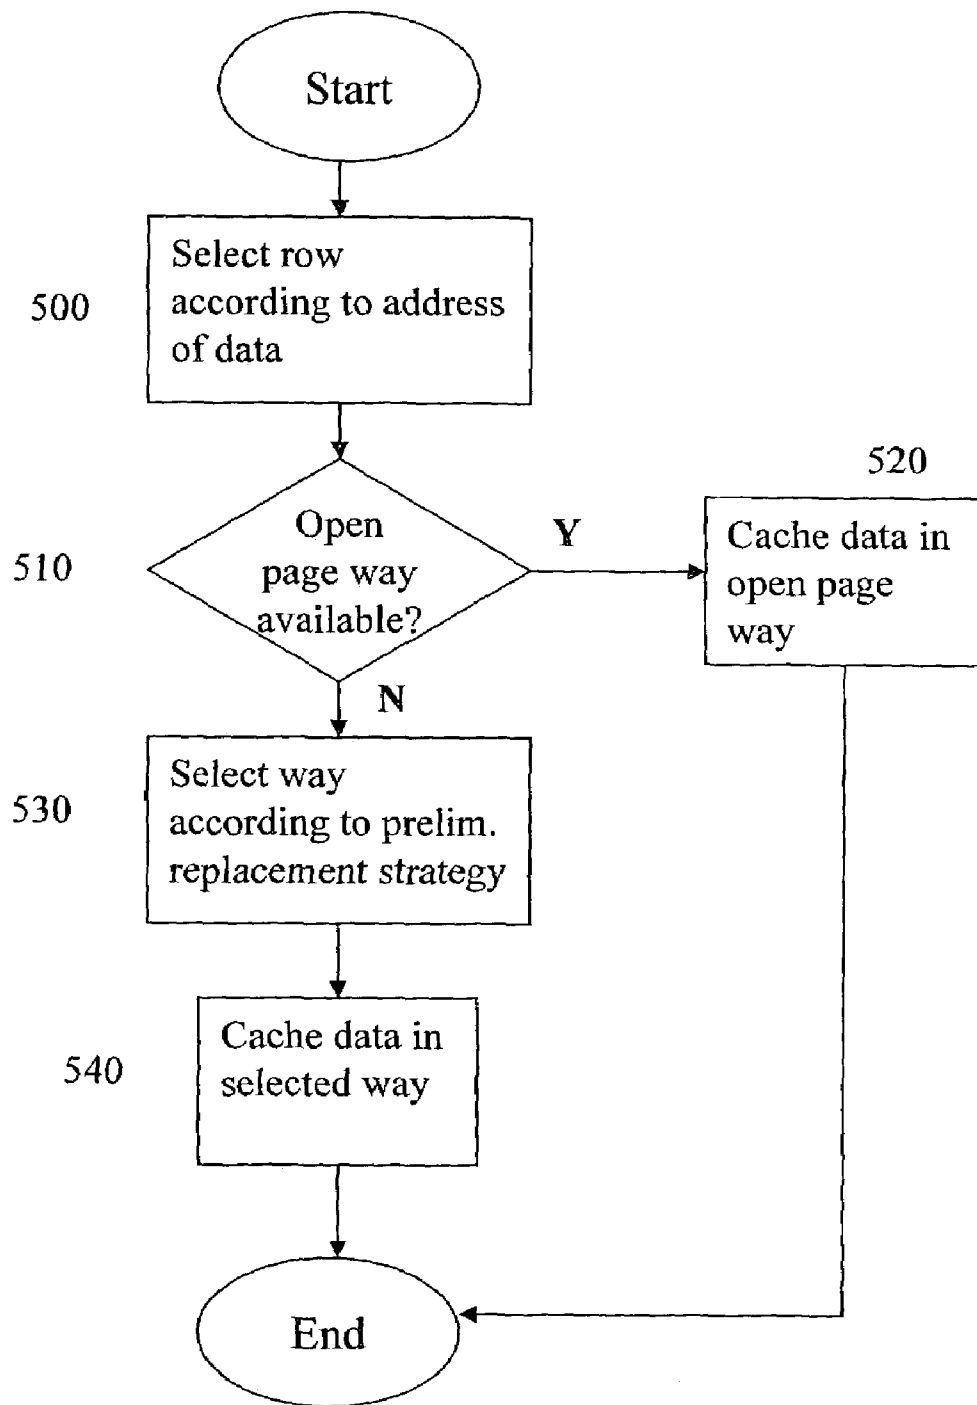 Start
500
Select row
according to address
of data
510
Open
page way
available?
Y
520
Cache data in
open page
way
N
530
Select way
according to prelim.
replacement strategy
540
Cache data in
selected way
End